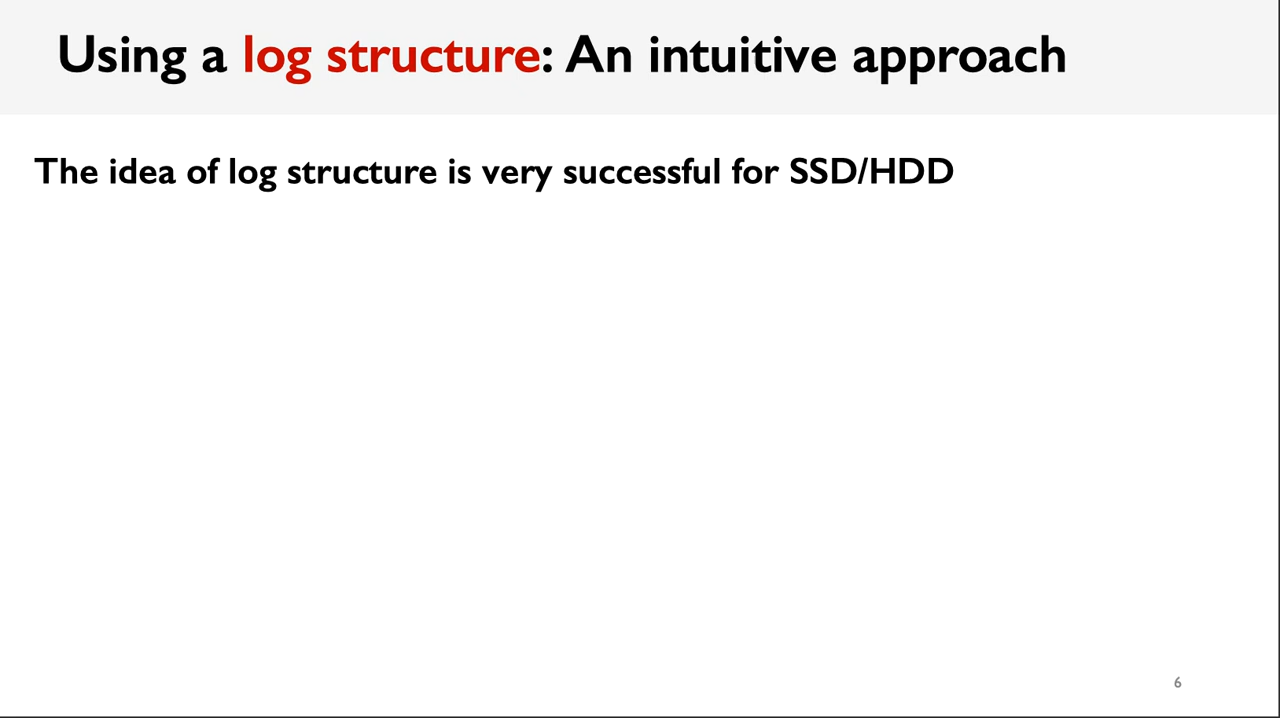 Using a log structure: An intuitive approach
The idea of log structure is very successful for SSD/HDD
6